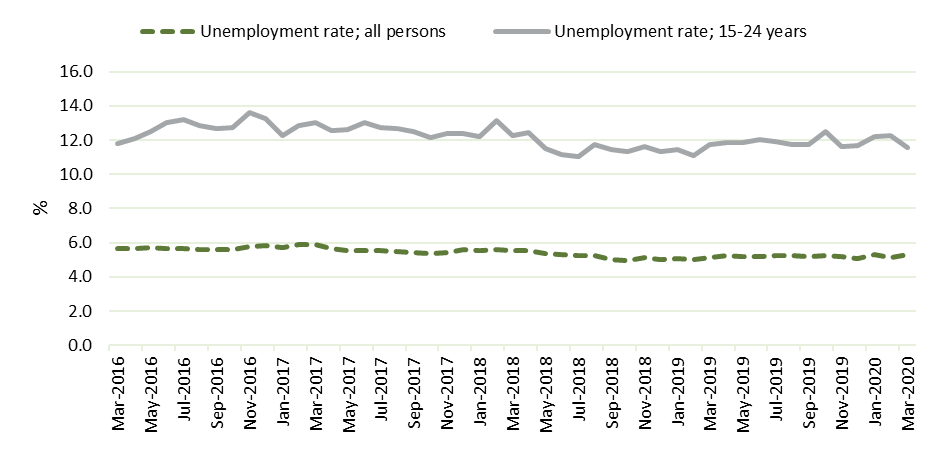 Unemployment rate; all persons
Unemployment rate; 15-24 years
16.0
14.0
12.0
10.0
8.0
6.0
4.0
2.0
0.0
%
Mar-2016
May-2016
Jul-2016
Sep-2016
Nov-2016
Jan-2017
Mar-2017
May-2017
Jul-2017
Sep-2017
Nov-2017
Jan-2018
Mar-2018
May-2018
Jul-2018
Sep-2018
Nov-2018
Jan-2019
Mar-2019
May-2019
Jul-2019
Sep-2019
Nov-2019
Jan-2020
Mar-2020